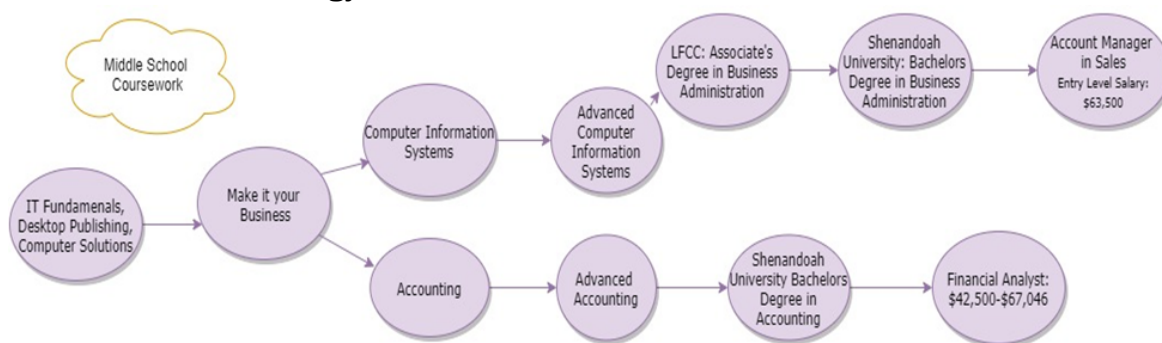 Middle School
Coursework
IT Fundamenals,
Desktop Publishing,
Computer Solutions
Make it your
Business
Computer Information
Systems
Advanced
Computer
Information
Systems
LFCC: Associate's
Degree in Business
Administration
Shenandoah
University: Bachelors
Degree in Business
Administration
Account Manager
in Sales
Entry Level Salary:
$63,500
Accounting
Advanced
Accounting
Shenandoah
University Bachelors
Degree in
Accounting
Financial Analyst:
$42,500-$67,046